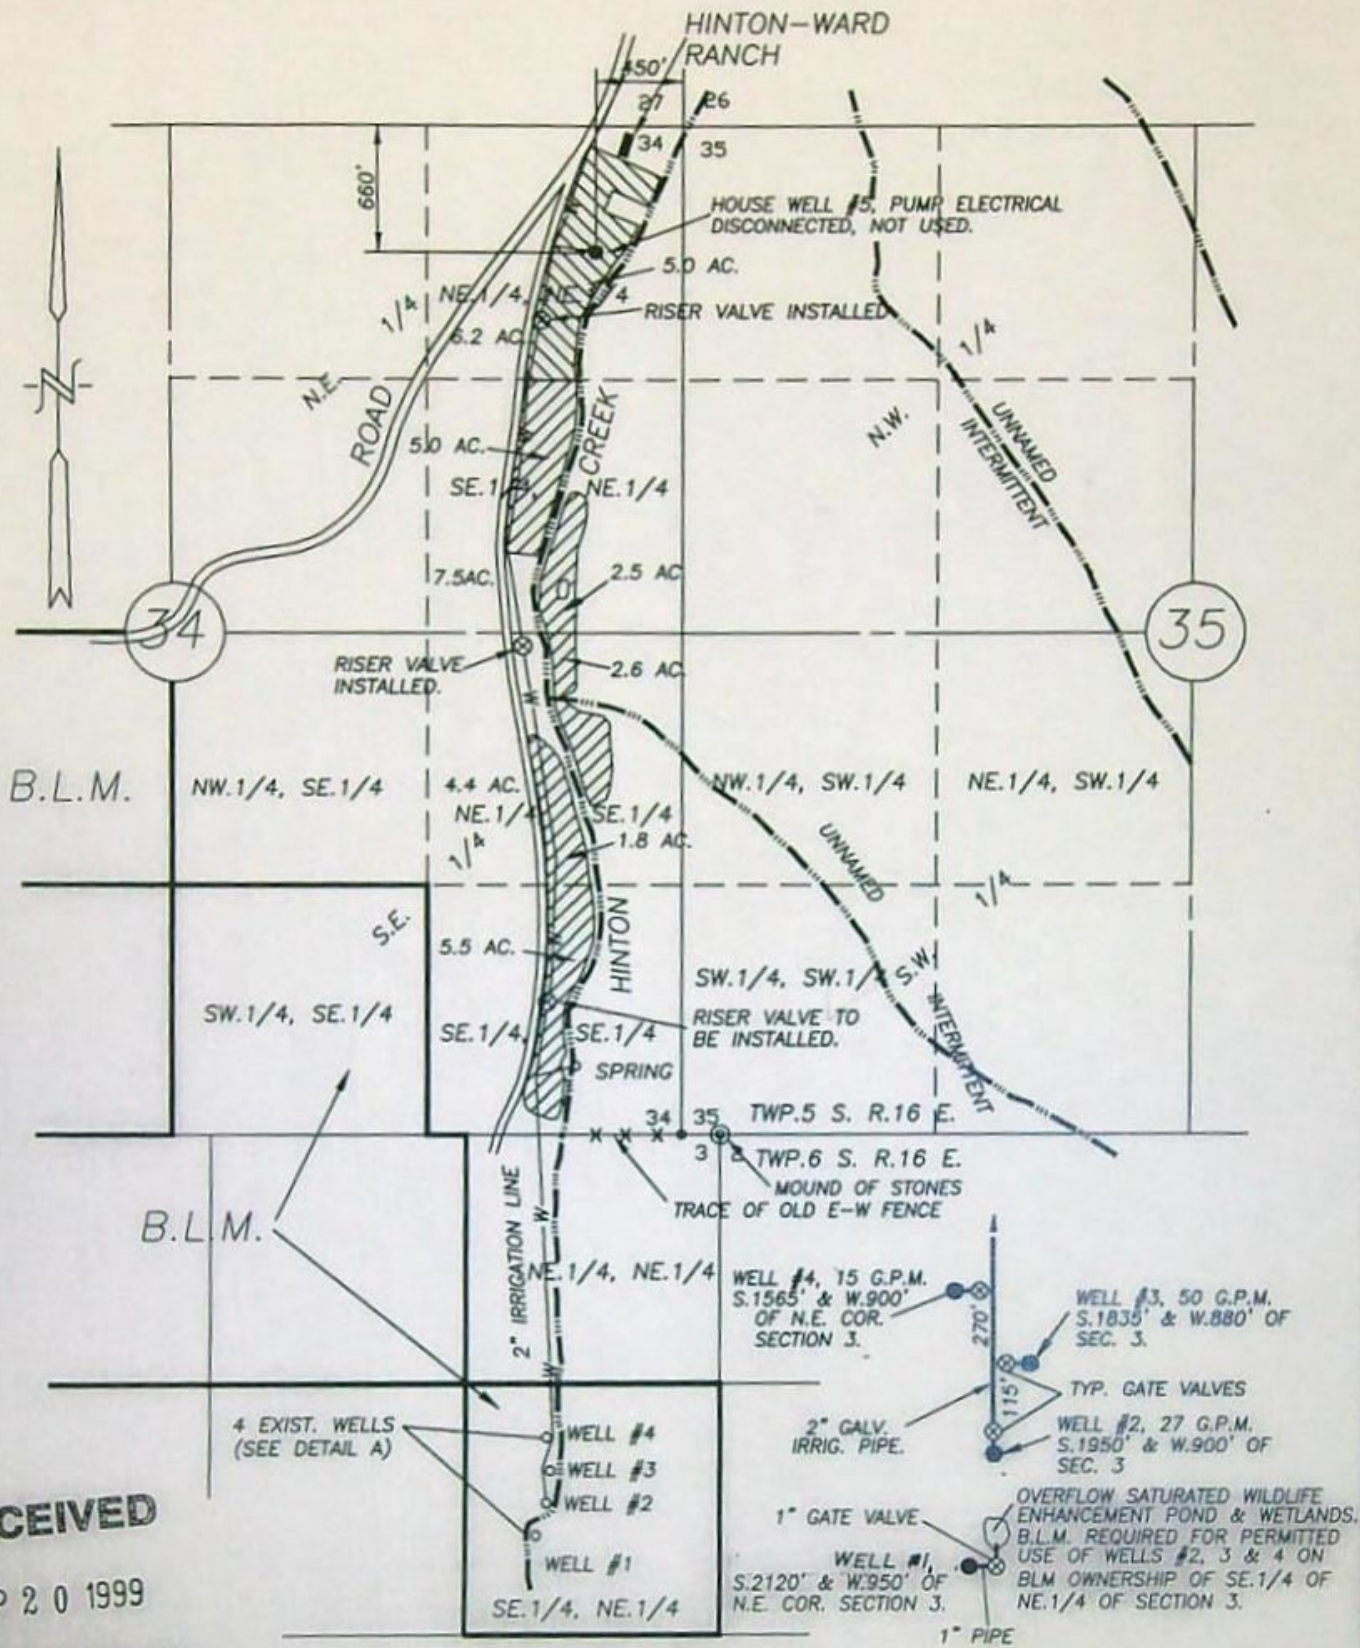 HINTON-WARD
RANCH
450'
27 26
34 35
660'
HOUSE WELL #5, PUMP ELECTRICAL
DISCONNECTED, NOT USED.
5.0 AC.
NE.1/4, NE.1/4
RISER VALVE INSTALLED
6.2 AC.
1/4
N.E.
ROAD
CREEK
1/4
N.W.
UNNAMED
INTERMITTENT
5.0 AC.
SE.1/4, NE.1/4
7.5AC.
2.5 AC
34
35
RISER VALVE
INSTALLED.
2.6 AC.
W
B.L.M.
NW.1/4, SE.1/4
4.4 AC.
NE.1/4, SE.1/4
NW.1/4, SW.1/4
NE.1/4, SW.1/4
1.8 AC.
1/4
S.E.
UNNAMED
1/4
S.W.
INTERMITTENT
HINTON
5.5 AC.
SW.1/4, SE.1/4
SE.1/4, SE.1/4
SW.1/4, SW.1/4
RISER VALVE TO
BE INSTALLED.
SPRING
34 35
TWP.5 S. R.16 E.
3 2
TWP.6 S. R.16 E.
MOUND OF STONES
TRACE OF OLD E-W FENCE
B.L.M.
2" IRRIGATION LINE
W
NE.1/4, NE.1/4
W
WELL #4, 15 G.P.M.
S.1565' & W.900'
OF N.E. COR.
SECTION 3.
270'
WELL #3, 50 G.P.M.
S.1835' & W.880' OF
SEC. 3.
115'
TYP. GATE VALVES
2" GALV.
IRRIG. PIPE.
WELL #2, 27 G.P.M.
S.1950' & W.900' OF
SEC. 3
4 EXIST. WELLS
(SEE DETAIL A)
WELL #4
WELL #3
WELL #2
WELL #1
SE.1/4, NE.1/4
1" GATE VALVE
WELL #1,
S.2120' & W.950' OF
N.E. COR. SECTION 3.
1" PIPE
OVERFLOW SATURATED WILDLIFE
ENHANCEMENT POND & WETLANDS.
B.L.M. REQUIRED FOR PERMITTED
USE OF WELLS #2, 3 & 4 ON
BLM OWNERSHIP OF SE.1/4 OF
NE.1/4 OF SECTION 3.
CEIVED
P 20 1999